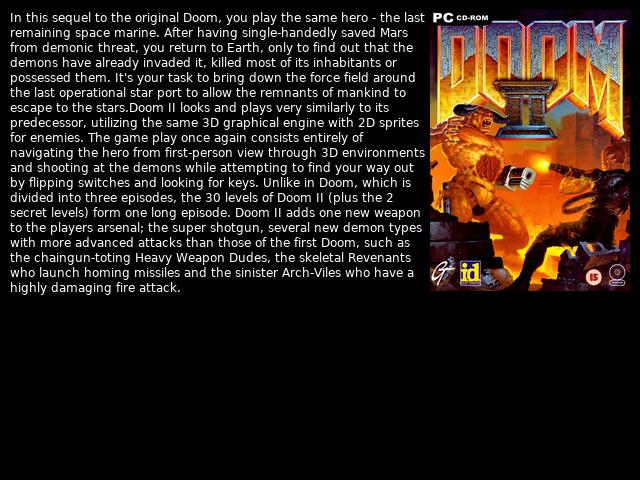 In this sequel to the original Doom, you play the same hero - the last
remaining space marine. After having single-handedly saved Mars
from demonic threat, you return to Earth, only to find out that the
demons have already invaded it, killed most of its inhabitants or
possessed them. It's your task to bring down the force field around
the last operational star port to allow the remnants of mankind to
escape to the stars.Doom II looks and plays very similarly to its
predecessor, utilizing the same 3D graphical engine with 2D sprites
for enemies. The game play once again consists entirely of
navigating the hero from first-person view through 3D environments
and shooting at the demons while attempting to find your way out
by flipping switches and looking for keys. Unlike in Doom, which is
divided into three episodes, the 30 levels of Doom II (plus the 2
secret levels) form one long episode. Doom II adds one new weapon
to the players arsenal; the super shotgun, several new demon types
with more advanced attacks than those of the first Doom, such as
the chaingun-toting Heavy Weapon Dudes, the skeletal Revenants
who launch homing missiles and the sinister Arch-Viles who have a
highly damaging fire attack.
PC CD-ROM
DOOM
II
GT
id
15